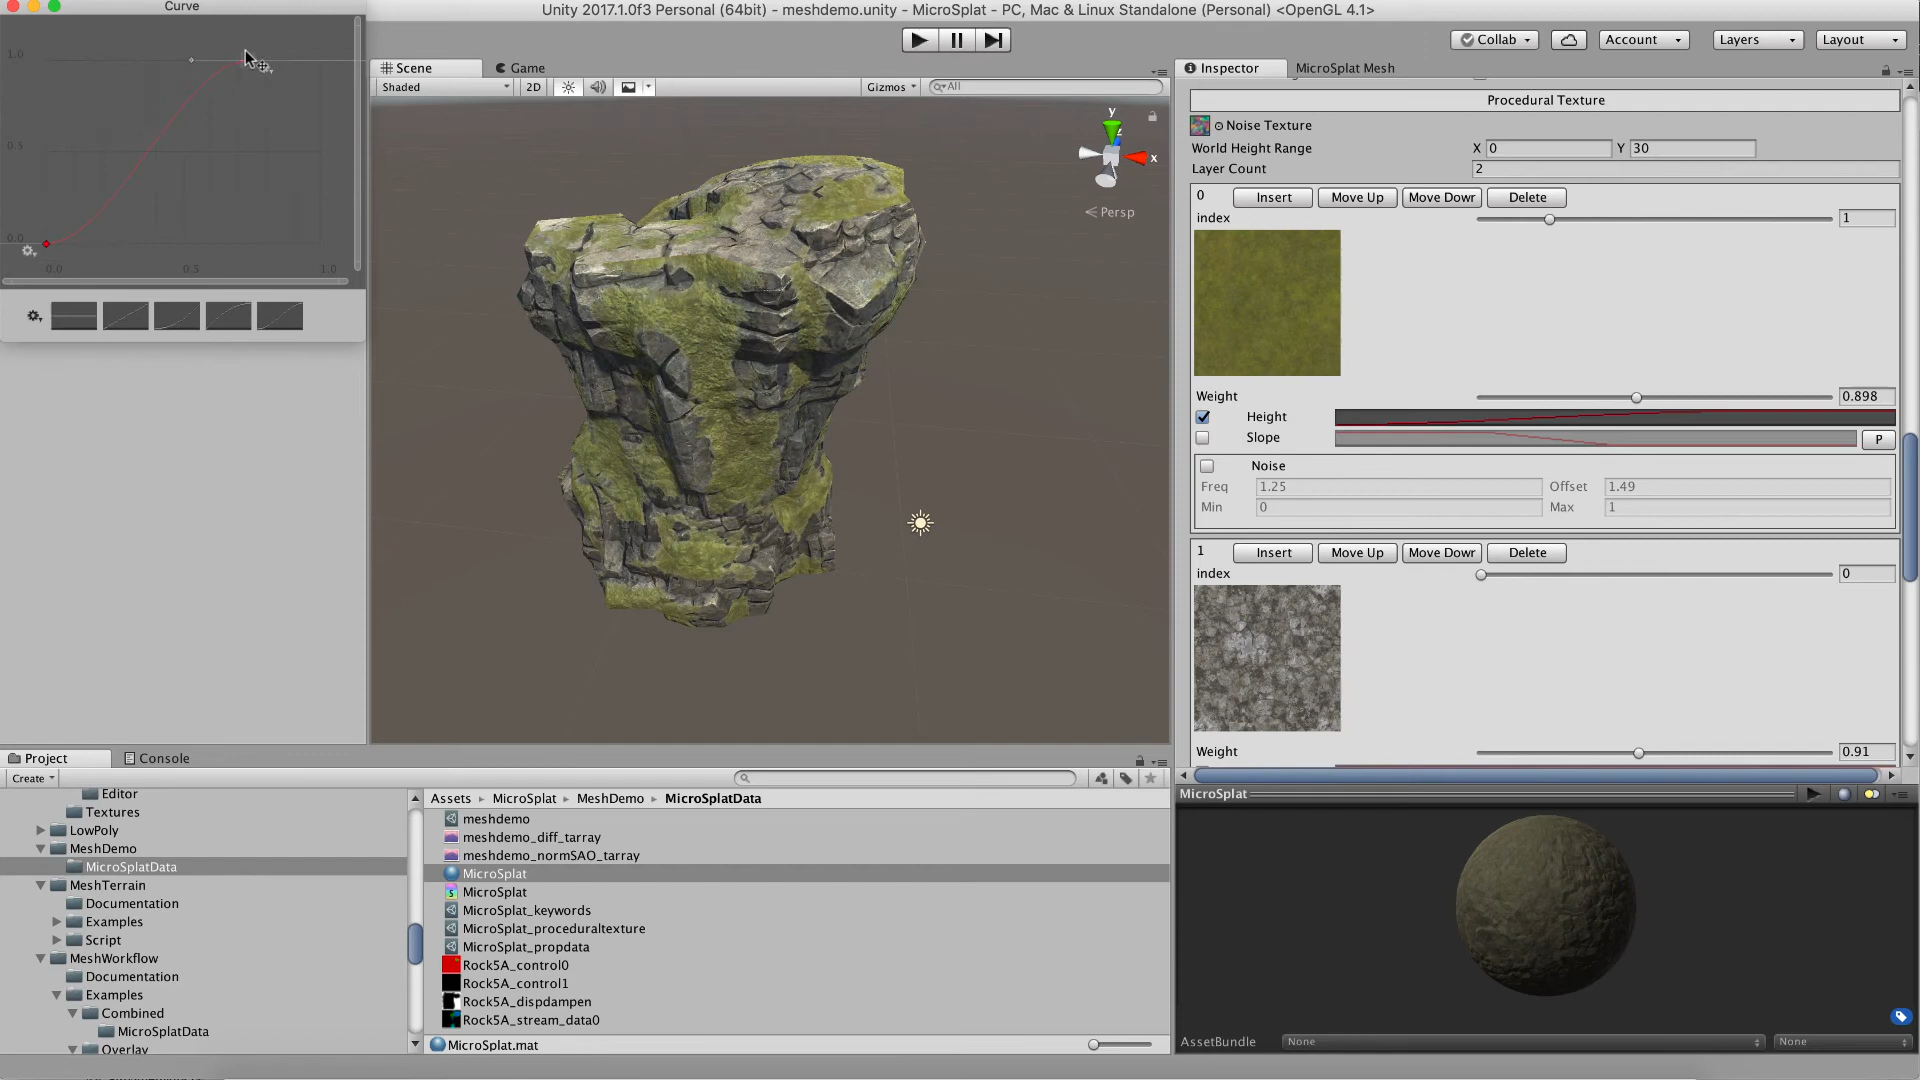 Curve
Unity 2017.1.0f3 Personal (64bit) - meshdemo.unity - MicroSplat - PC, Mac & Linux Standalone (Personal) <OpenGL 4.1>
Collab
Account
Layers
Layout
1.0
0.5
0.0
0.0 0.5 1.0
Scene
Game
Shaded
2D
Gizmos
All
y
x
Persp
Inspector
MicroSplat Mesh
Procedural Texture
Noise Texture
World Height Range X 0 Y 30
Layer Count 2
0 Insert Move Up Move Dowr Delete
index 1
Weight 0.898
Height
Slope P
Noise
Freq 1.25 Offset 1.49
Min 0 Max 1
1 Insert Move Up Move Dowr Delete
index 0
Weight 0.91
Project
Console
Create
Editor
Textures
LowPoly
MeshDemo
MicroSplatData
MeshTerrain
Documentation
Examples
Script
MeshWorkflow
Documentation
Examples
Combined
MicroSplatData
Overlay
Assets MicroSplat MeshDemo MicroSplatData
meshdemo
meshdemo_diff_tarray
meshdemo_normSAO_tarray
MicroSplat
MicroSplat
MicroSplat_keywords
MicroSplat_proceduraltexture
MicroSplat_propdata
Rock5A_control0
Rock5A_control1
Rock5A_dispdampen
Rock5A_stream_data0
MicroSplat.mat
MicroSplat
AssetBundle None None